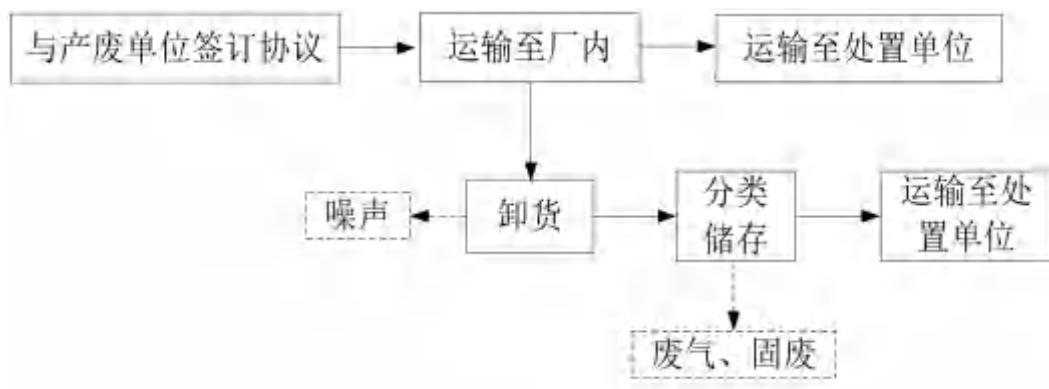 与产废单位签订协议
运输至厂内
运输至处置单位
噪声
卸货
分类
储存
运输至处
置单位
废气、固废